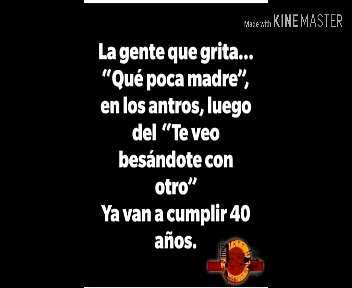 Made with KINEMASTER
La gente que grita...
“Qué poca madre”,
en los antros, luego
del “Te veo
besándote con
otro”
Ya van a cumplir 40
años.